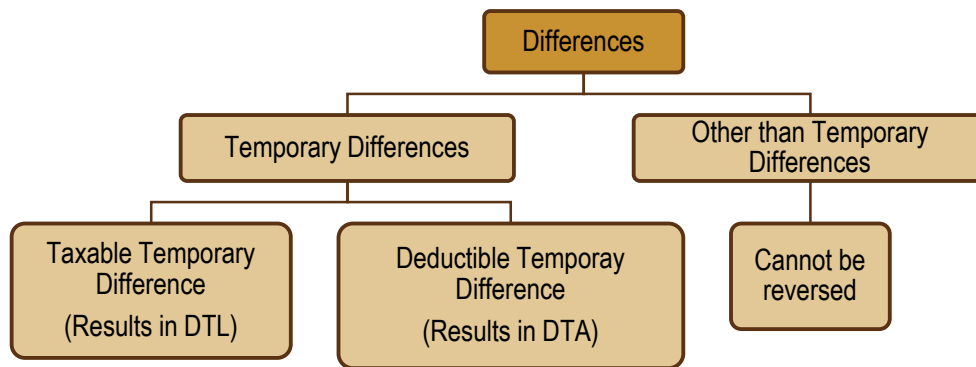 Differences
Temporary Differences
Other than Temporary
Differences
Taxable Temporary
Difference
(Results in DTL)
Deductible Temporay
Difference
(Results in DTA)
Cannot be
reversed